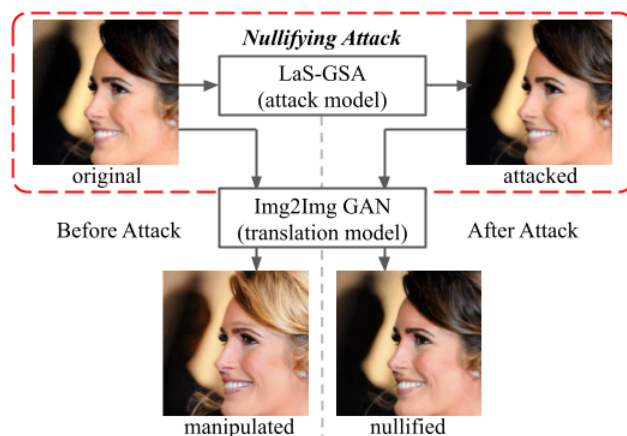 Nullifying Attack
LaS-GSA
(attack model)
original
attacked
Img2Img GAN
(translation model)
Before Attack
After Attack
manipulated
nullified